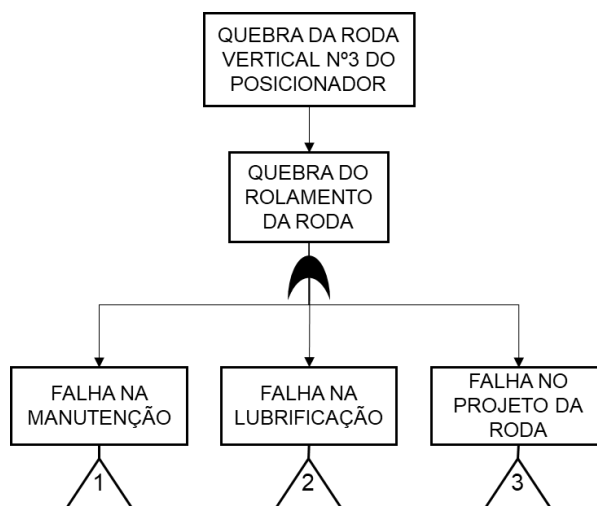 QUEBRA DA RODA
VERTICAL Nº3 DO
POSICIONADOR
QUEBRA DO
ROLAMENTO
DA RODA
FALHA NA
MANUTENÇÃO
FALHA NA
LUBRIFICAÇÃO
FALHA NO
PROJETO DA
RODA
1
2
3